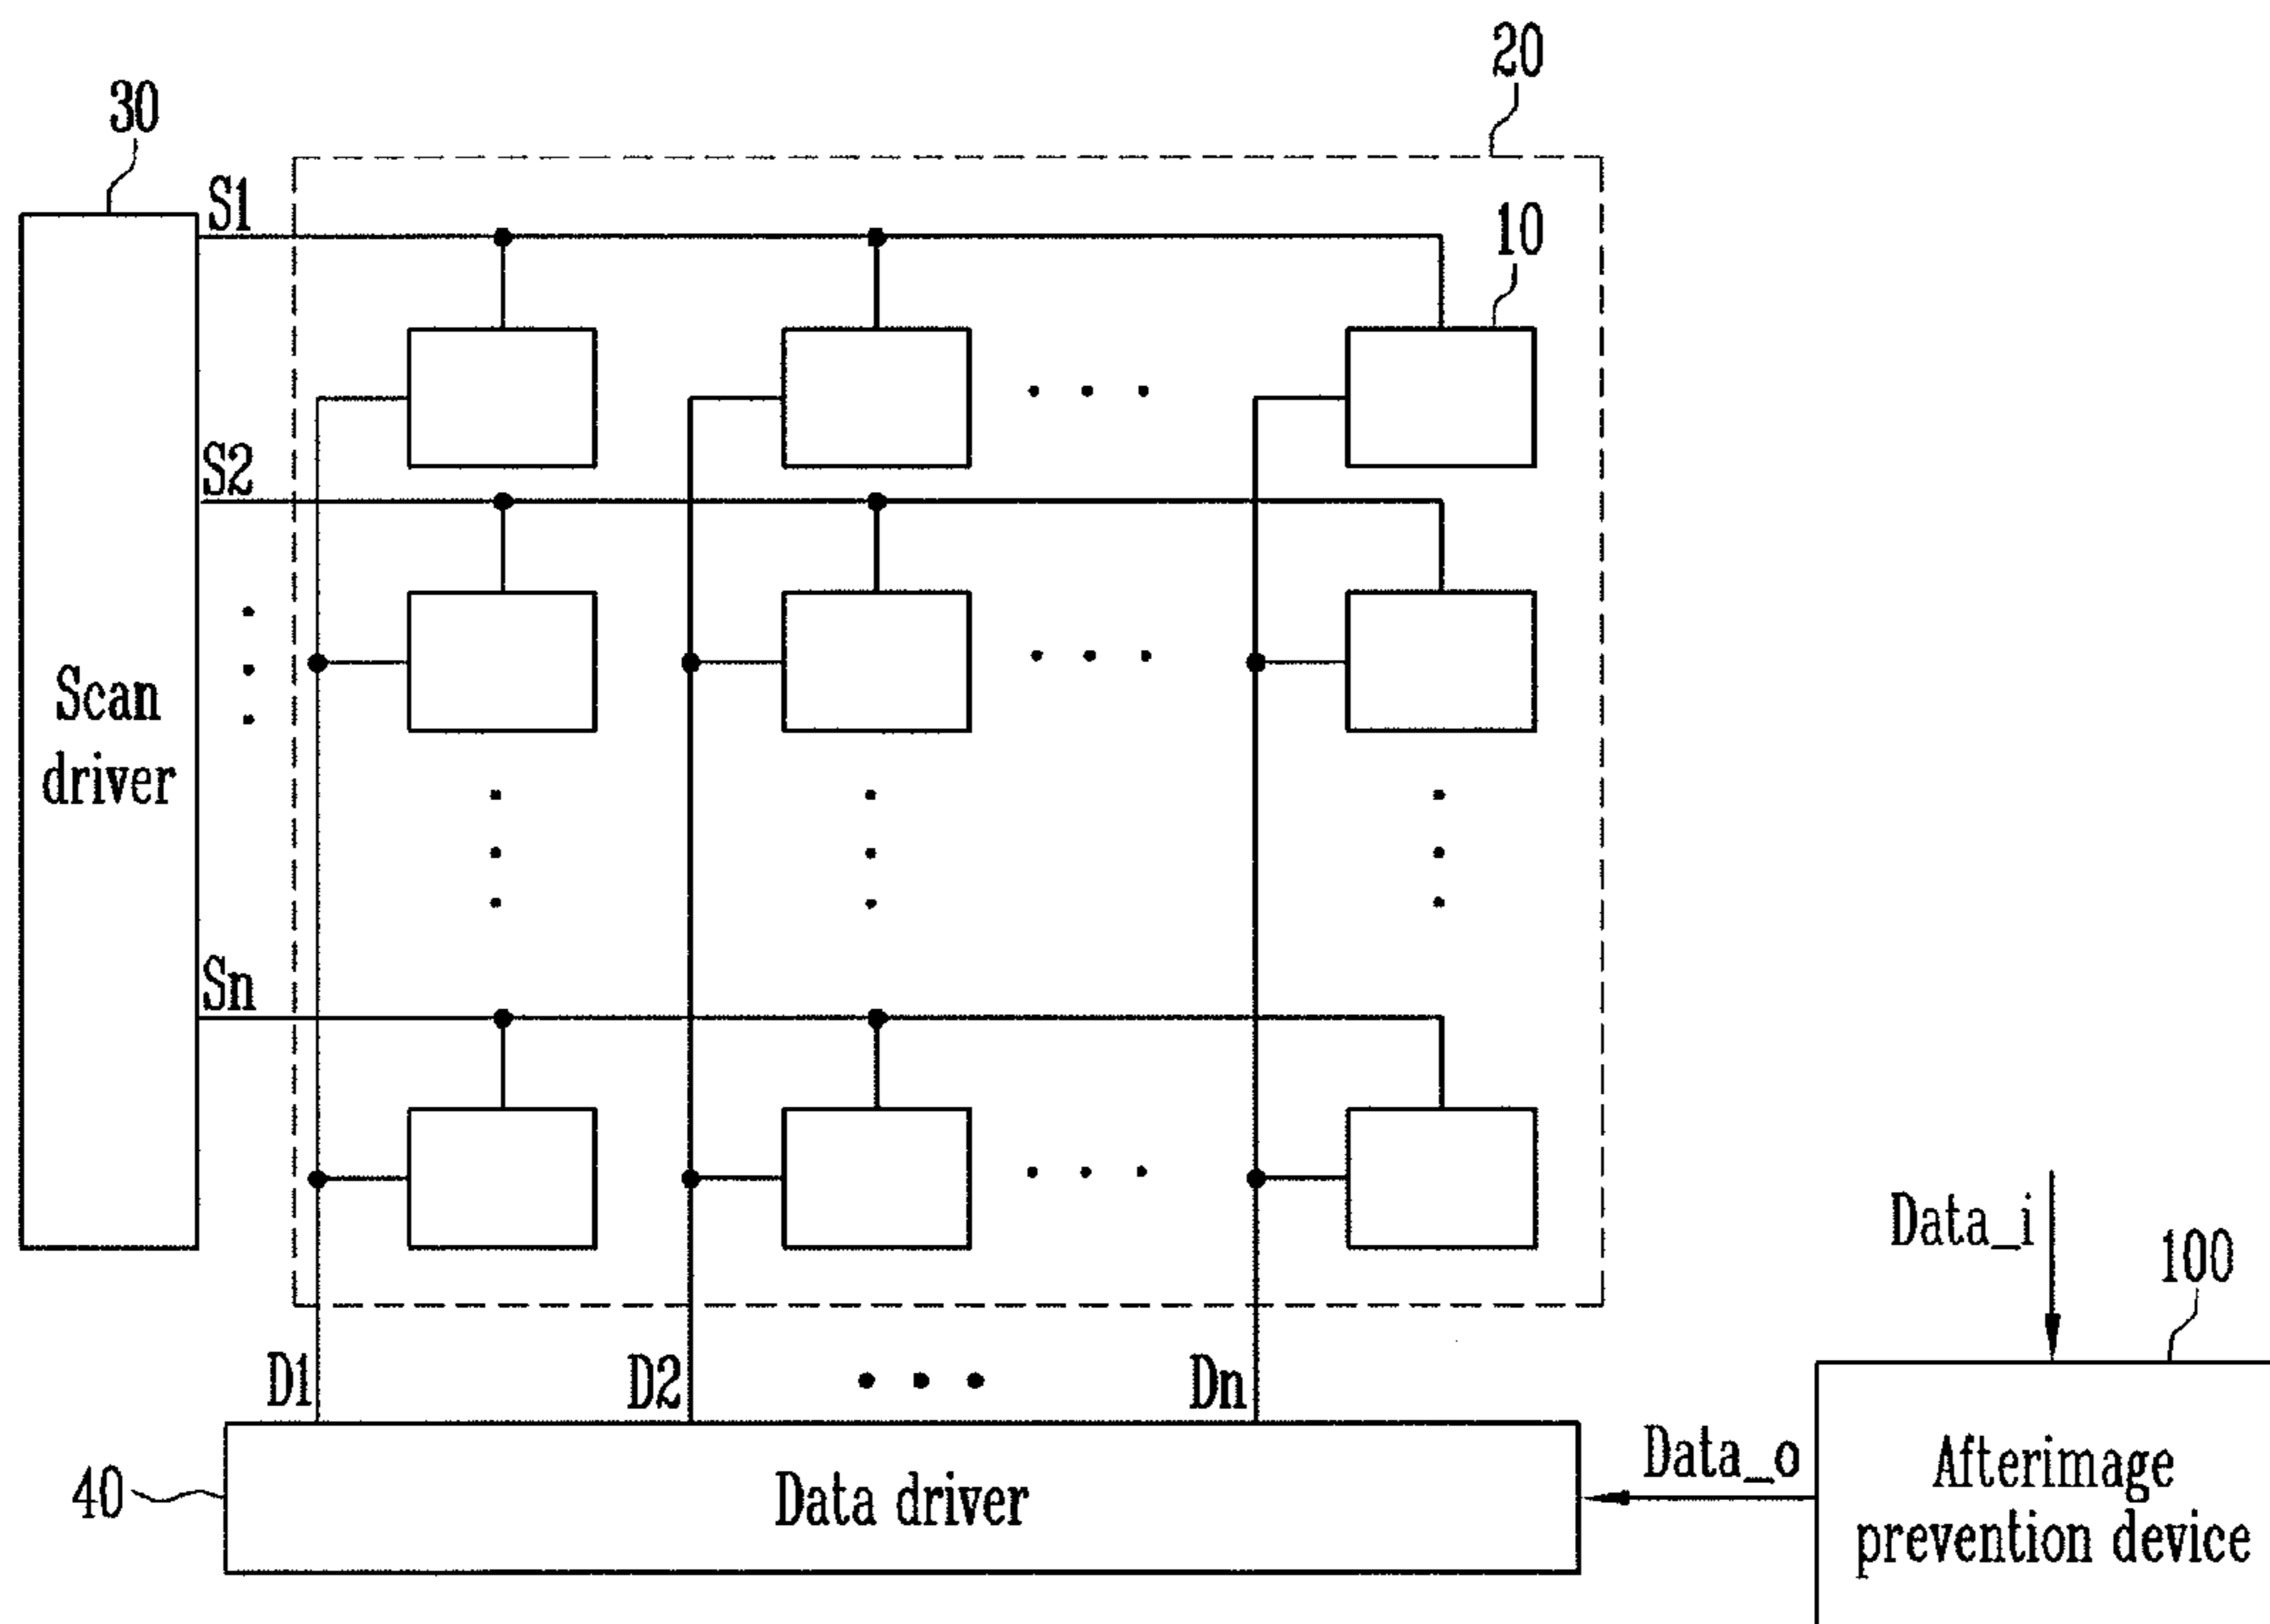 20
30
S1
10
S2
Scan
driver
Sn
Data_i
100
D1
D2
Dn
Data_o
40
Data driver
Afterimage
prevention device